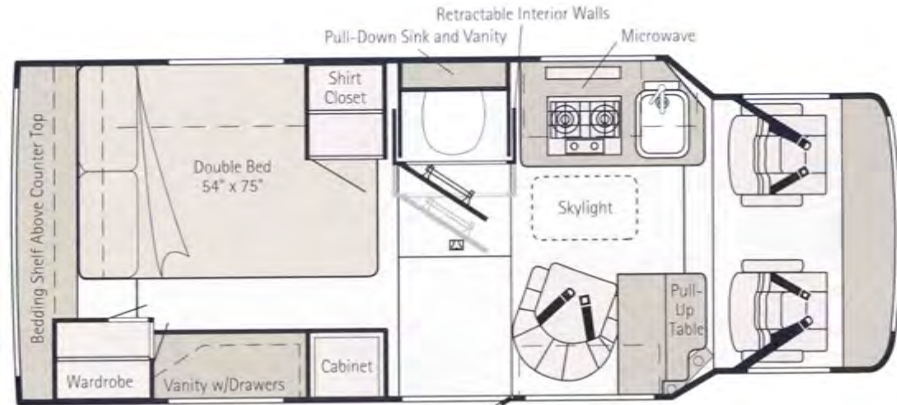 Retractable Interior Walls
Pull-Down Sink and Vanity
Microwave
Shirt
Closet
Bedding Shelf Above Counter Top
Double Bed
54" x 75"
Skylight
Pull-
Up
Table
Wardrobe
Vanity w/Drawers
Cabinet